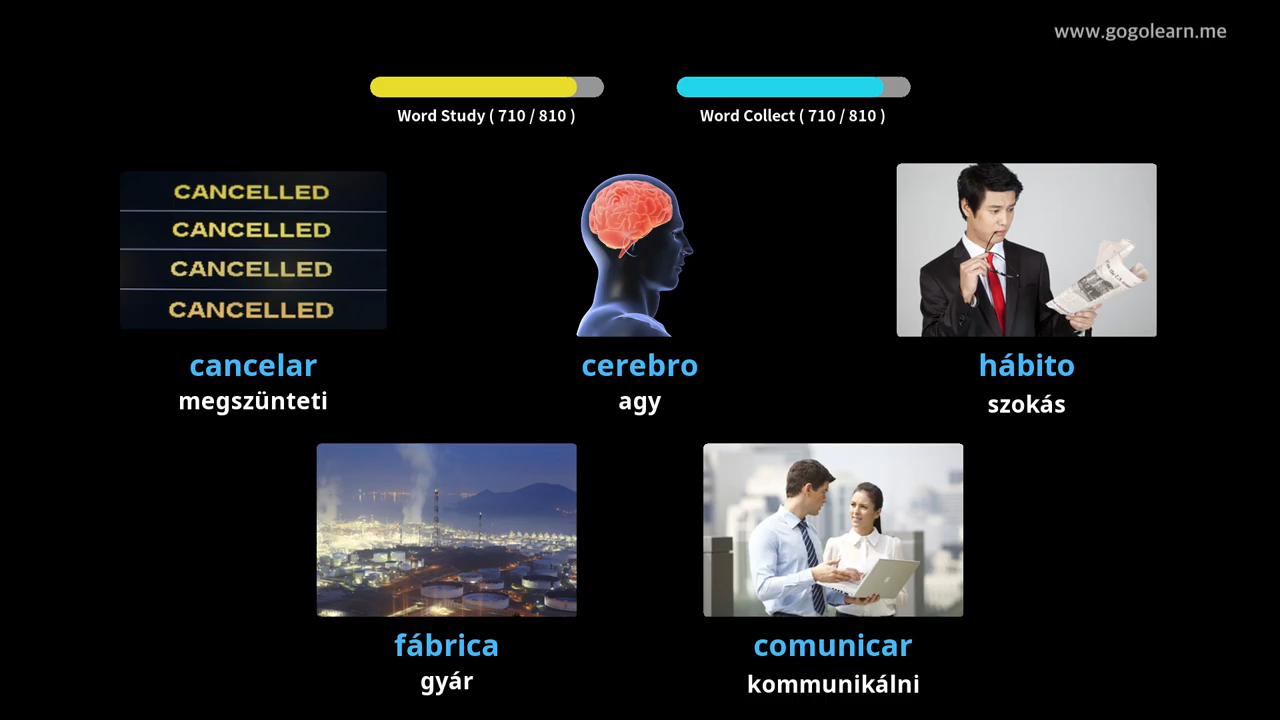 www.gogolearn.me
Word Study ( 710 / 810 )
Word Collect ( 710 / 810 )
CANCELLED
CANCELLED
CANCELLED
CANCELLED
cancelar
megszünteti
cerebro
agy
hábito
szokás
fábrica
gyár
comunicar
kommunikálni